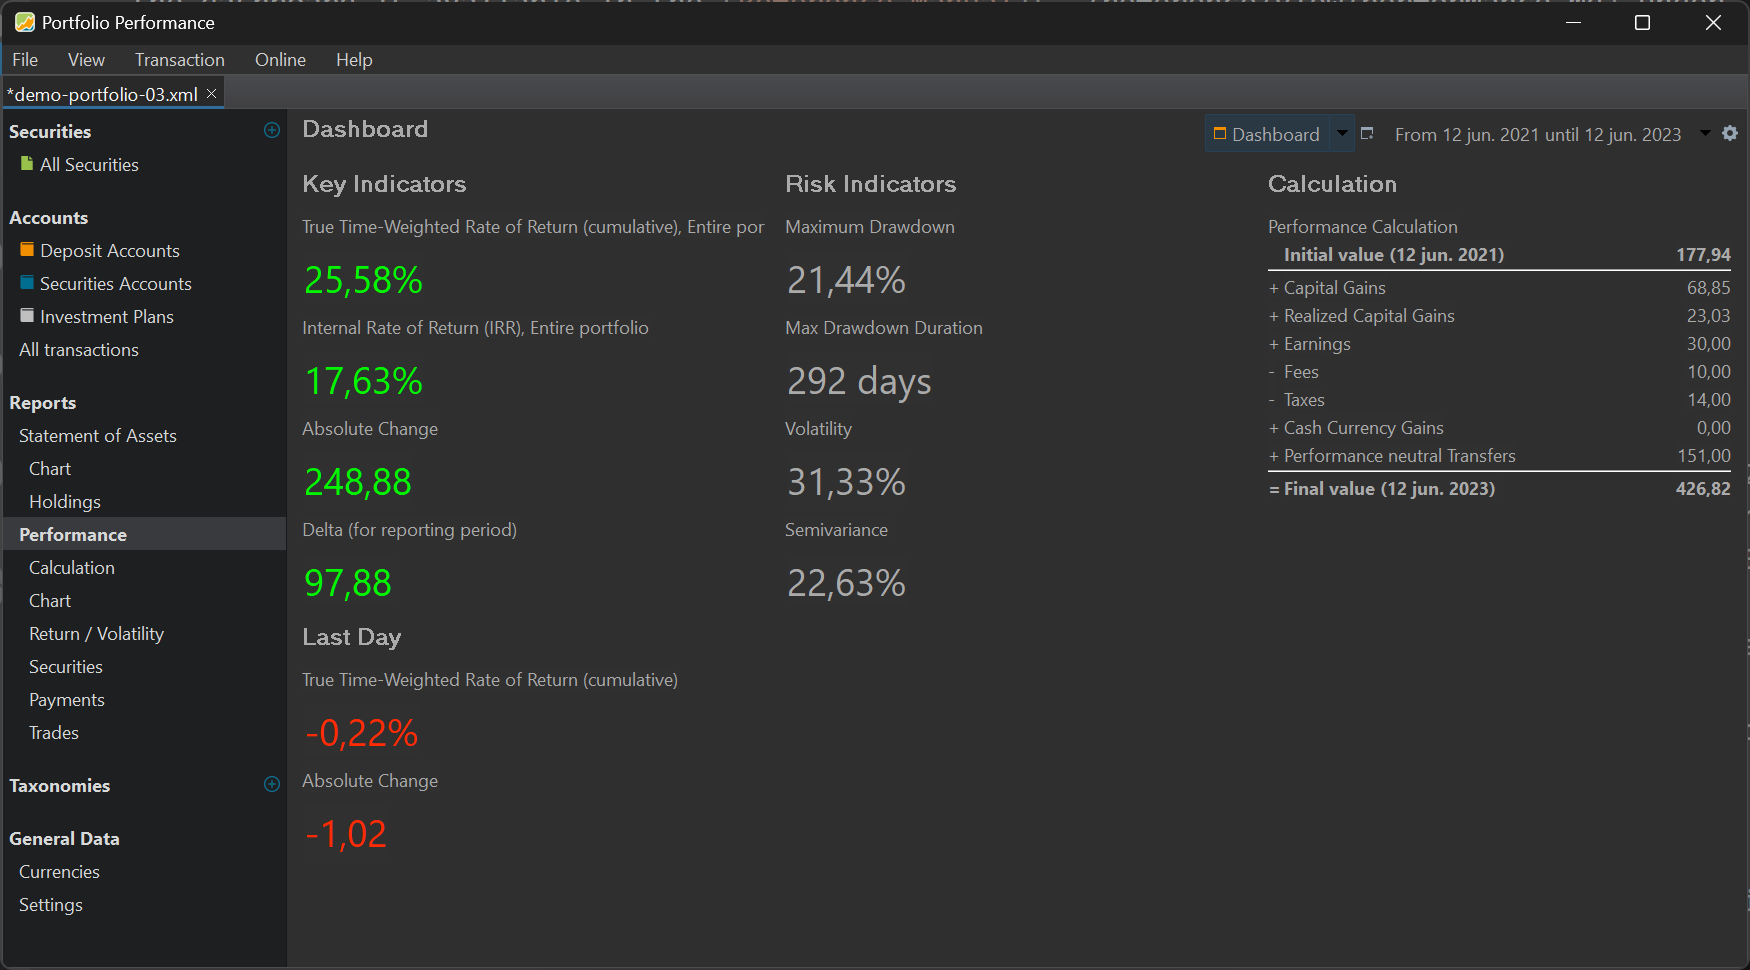 Portfolio Performance
File View Transaction Online Help
*demo-portfolio-03.xml
Securities
All Securities
Accounts
Deposit Accounts
Securities Accounts
Investment Plans
All transactions
Reports
Statement of Assets
Chart
Holdings
Performance
Calculation
Chart
Return / Volatility
Securities
Payments
Trades
Taxonomies
General Data
Currencies
Settings
Dashboard
Dashboard
From 12 jun. 2021 until 12 jun. 2023
Key Indicators
True Time-Weighted Rate of Return (cumulative), Entire por
25,58%
Internal Rate of Return (IRR), Entire portfolio
17,63%
Absolute Change
248,88
Delta (for reporting period)
97,88
Last Day
True Time-Weighted Rate of Return (cumulative)
-0,22%
Absolute Change
-1,02
Risk Indicators
Maximum Drawdown
21,44%
Max Drawdown Duration
292 days
Volatility
31,33%
Semivariance
22,63%
Calculation
Performance Calculation
Initial value (12 jun. 2021) 177,94
+ Capital Gains 68,85
+ Realized Capital Gains 23,03
+ Earnings 30,00
- Fees 10,00
- Taxes 14,00
+ Cash Currency Gains 0,00
+ Performance neutral Transfers 151,00
= Final value (12 jun. 2023) 426,82